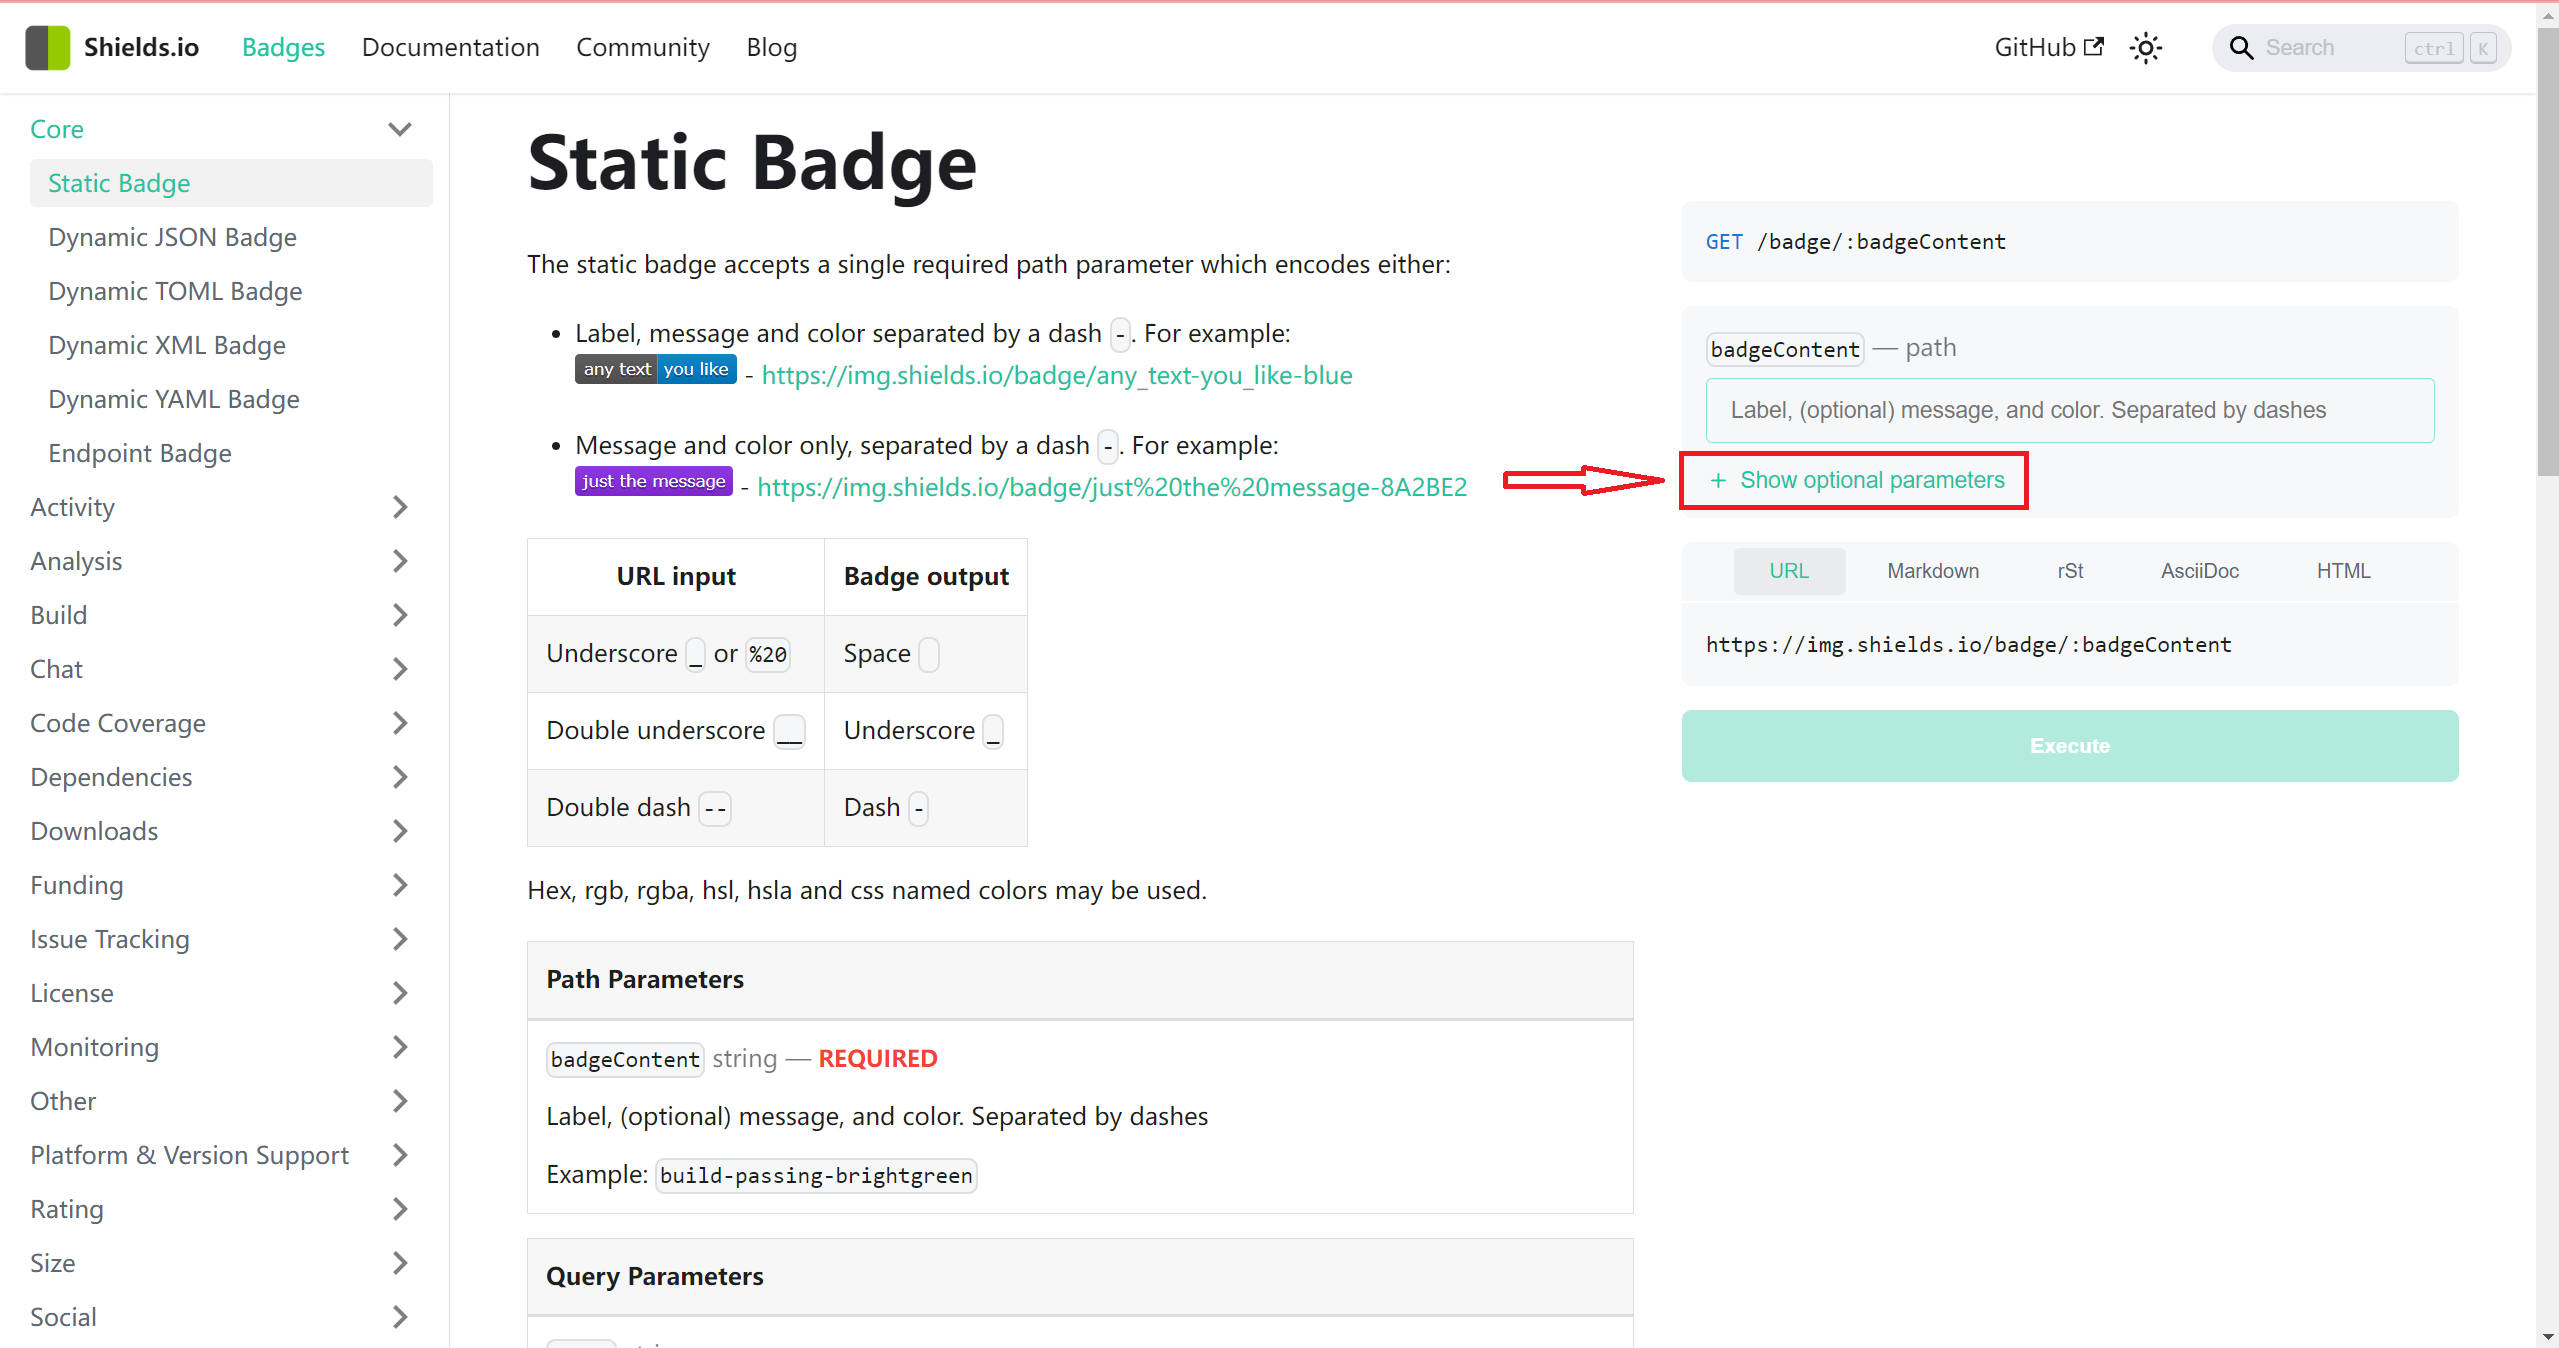 Shields.io Badges Documentation Community Blog GitHub Search ctrl K
Core
Static Badge
Dynamic JSON Badge
Dynamic TOML Badge
Dynamic XML Badge
Dynamic YAML Badge
Endpoint Badge
Activity
Analysis
Build
Chat
Code Coverage
Dependencies
Downloads
Funding
Issue Tracking
License
Monitoring
Other
Platform & Version Support
Rating
Size
Social
Static Badge
The static badge accepts a single required path parameter which encodes either:
• Label, message and color separated by a dash -. For example:
any text you like - https://img.shields.io/badge/any_text-you_like-blue
• Message and color only, separated by a dash -. For example:
just the message - https://img.shields.io/badge/just%20the%20message-8A2BE2
URL input Badge output
Underscore _ or %20 Space
Double underscore __ Underscore _
Double dash -- Dash -
Hex, rgb, rgba, hsl, hsla and css named colors may be used.
Path Parameters
badgeContent string — REQUIRED
Label, (optional) message, and color. Separated by dashes
Example: build-passing-brightgreen
Query Parameters
GET /badge/:badgeContent
badgeContent — path
Label, (optional) message, and color. Separated by dashes
+ Show optional parameters
URL Markdown rSt AsciiDoc HTML
https://img.shields.io/badge/:badgeContent
Execute